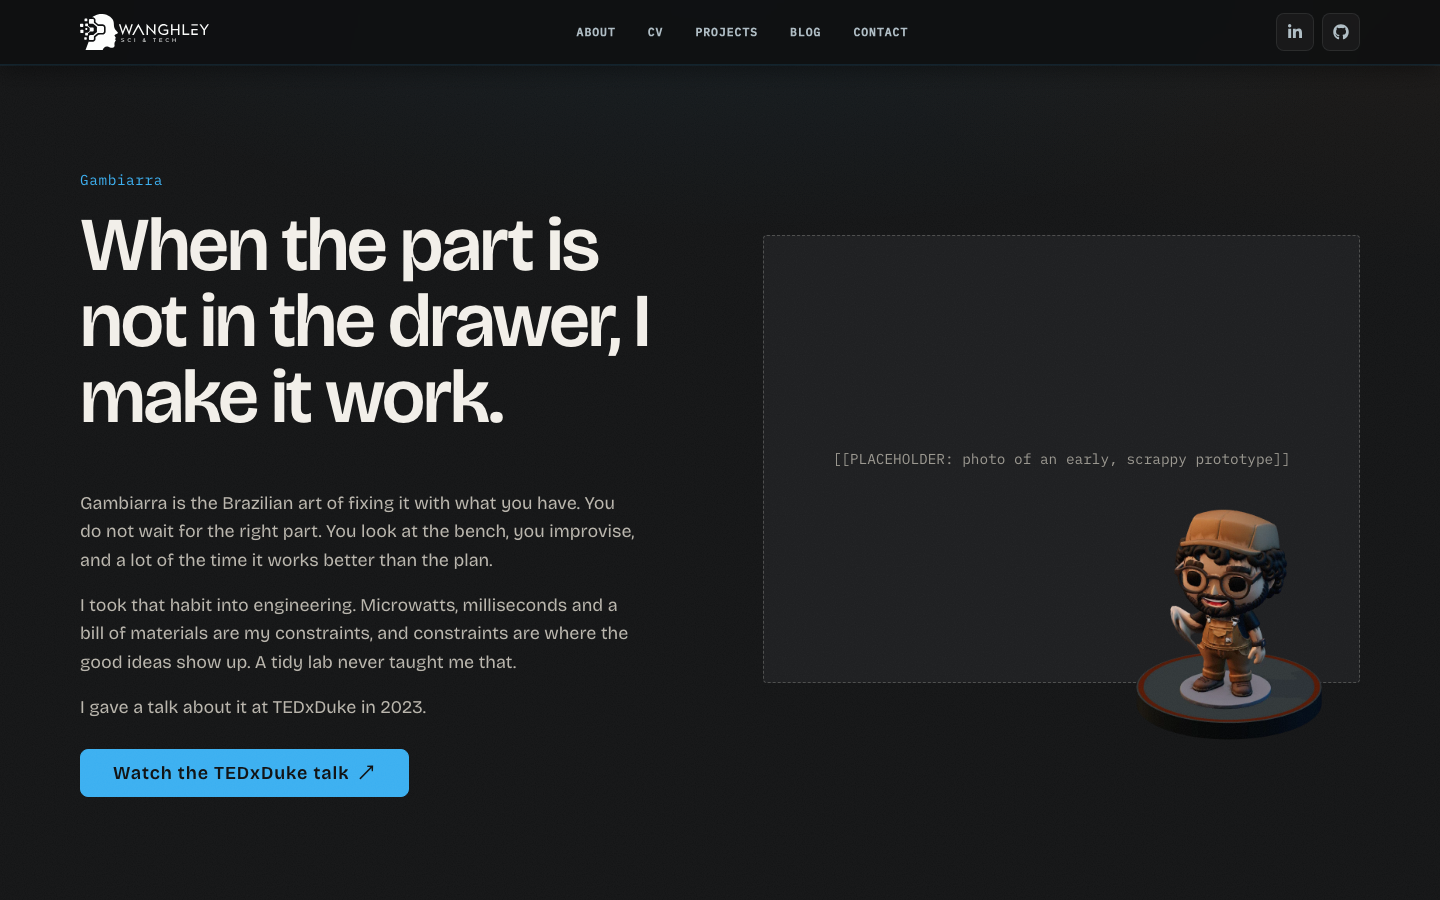 WANGHLEY
SCI & TECH
ABOUT CV PROJECTS BLOG CONTACT
in
Gambiarra
When the part is
not in the drawer, I
make it work.
[[PLACEHOLDER: photo of an early, scrappy prototype]]
Gambiarra is the Brazilian art of fixing it with what you have. You
do not wait for the right part. You look at the bench, you improvise,
and a lot of the time it works better than the plan.
I took that habit into engineering. Microwatts, milliseconds and a
bill of materials are my constraints, and constraints are where the
good ideas show up. A tidy lab never taught me that.
I gave a talk about it at TEDxDuke in 2023.
Watch the TEDxDuke talk ↗